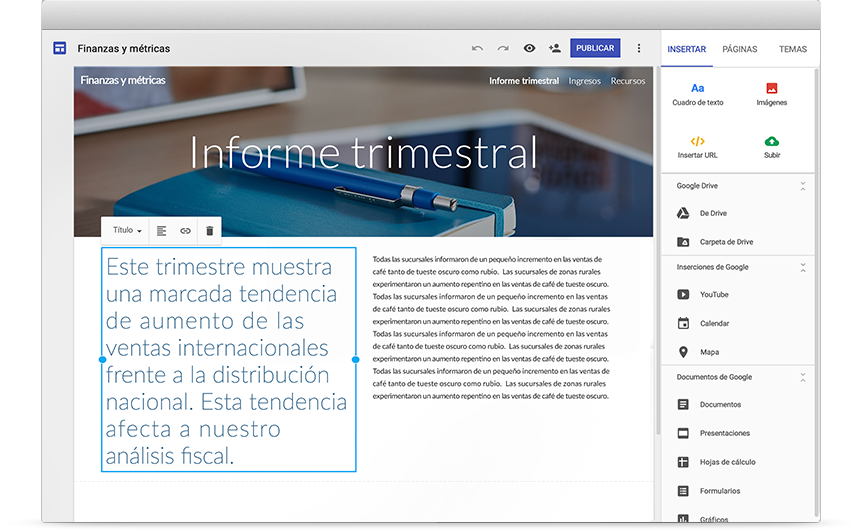 Finanzas y métricas
PUBLICAR
INSERTAR
PÁGINAS
TEMAS
Finanzas y métricas
Informe trimestral
Ingresos
Recursos
Informe trimestral
Título
Este trimestre muestra
una marcada tendencia
de aumento de las
ventas internacionales
frente a la distribución
nacional. Esta tendencia
afecta a nuestro
análisis fiscal.
Todas las sucursales informaron de un pequeño incremento en las ventas de
café tanto de tueste oscuro como rubio. Las sucursales de zonas rurales
experimentaron un aumento repentino en las ventas de café de tueste oscuro.
Todas las sucursales informaron de un pequeño incremento en las ventas
de café tanto de tueste oscuro como rubio. Las sucursales de zonas rurales
experimentaron un aumento repentino en las ventas de café de tueste oscuro.
Todas las sucursales informaron de un pequeño incremento en las ventas
de café tanto de tueste oscuro como rubio. Las sucursales de zonas rurales
experimentaron un aumento repentino en las ventas de café de tueste oscuro.
Todas las sucursales informaron de un pequeño incremento en las ventas de
café tanto de tueste oscuro como rubio. Las sucursales de zonas rurales
experimentaron un aumento repentino en las ventas de café de tueste oscuro.
Aa
Cuadro de texto
Imágenes
Insertar URL
Subir
Google Drive
De Drive
Carpeta de Drive
Inserciones de Google
YouTube
Calendar
Mapa
Documentos de Google
Documentos
Presentaciones
Hojas de cálculo
Formularios
Gráficos